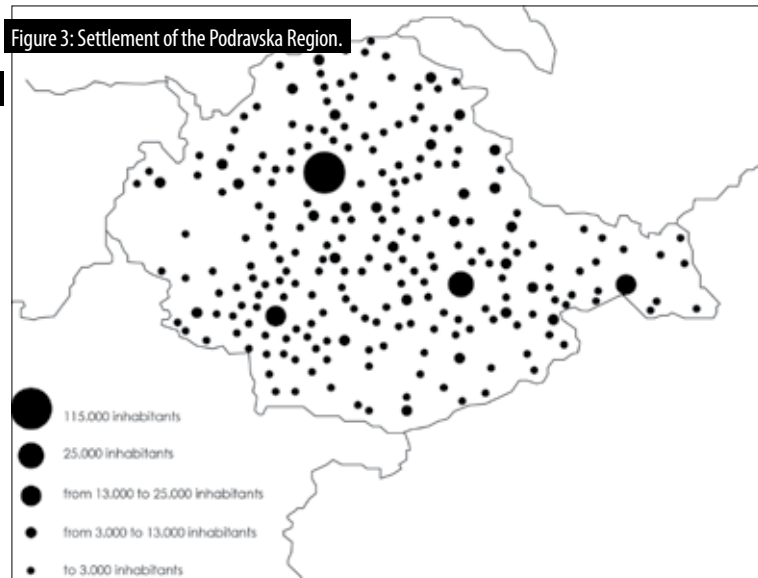 Figure 3: Settlement of the Podravska Region.
115.000 inhabitants
25.000 inhabitants
from 13.000 to 25.000 inhabitants
from 3.000 to 13.000 inhabitants
to 3.000 inhabitants